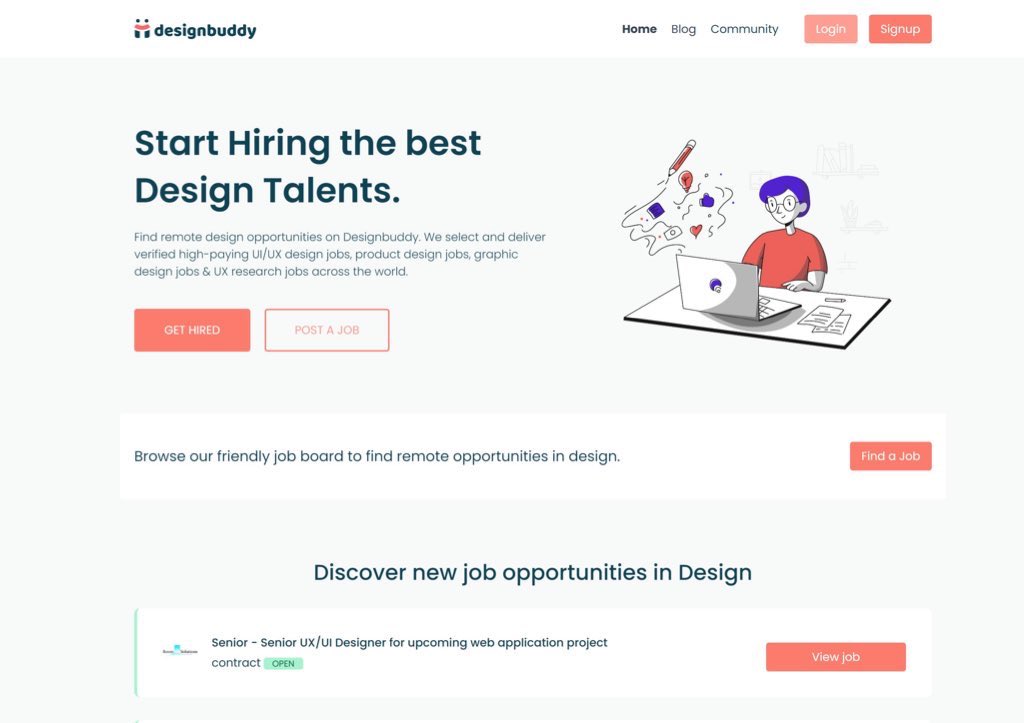 designbuddy
Home Blog Community Login Signup
Start Hiring the best
Design Talents.
Find remote design opportunities on Designbuddy. We select and deliver
verified high-paying UI/UX design jobs, product design jobs, graphic
design jobs & UX research jobs across the world.
GET HIRED POST A JOB
Browse our friendly job board to find remote opportunities in design.
Find a Job
Discover new job opportunities in Design
Senior - Senior UX/UI Designer for upcoming web application project
contract OPEN
View job